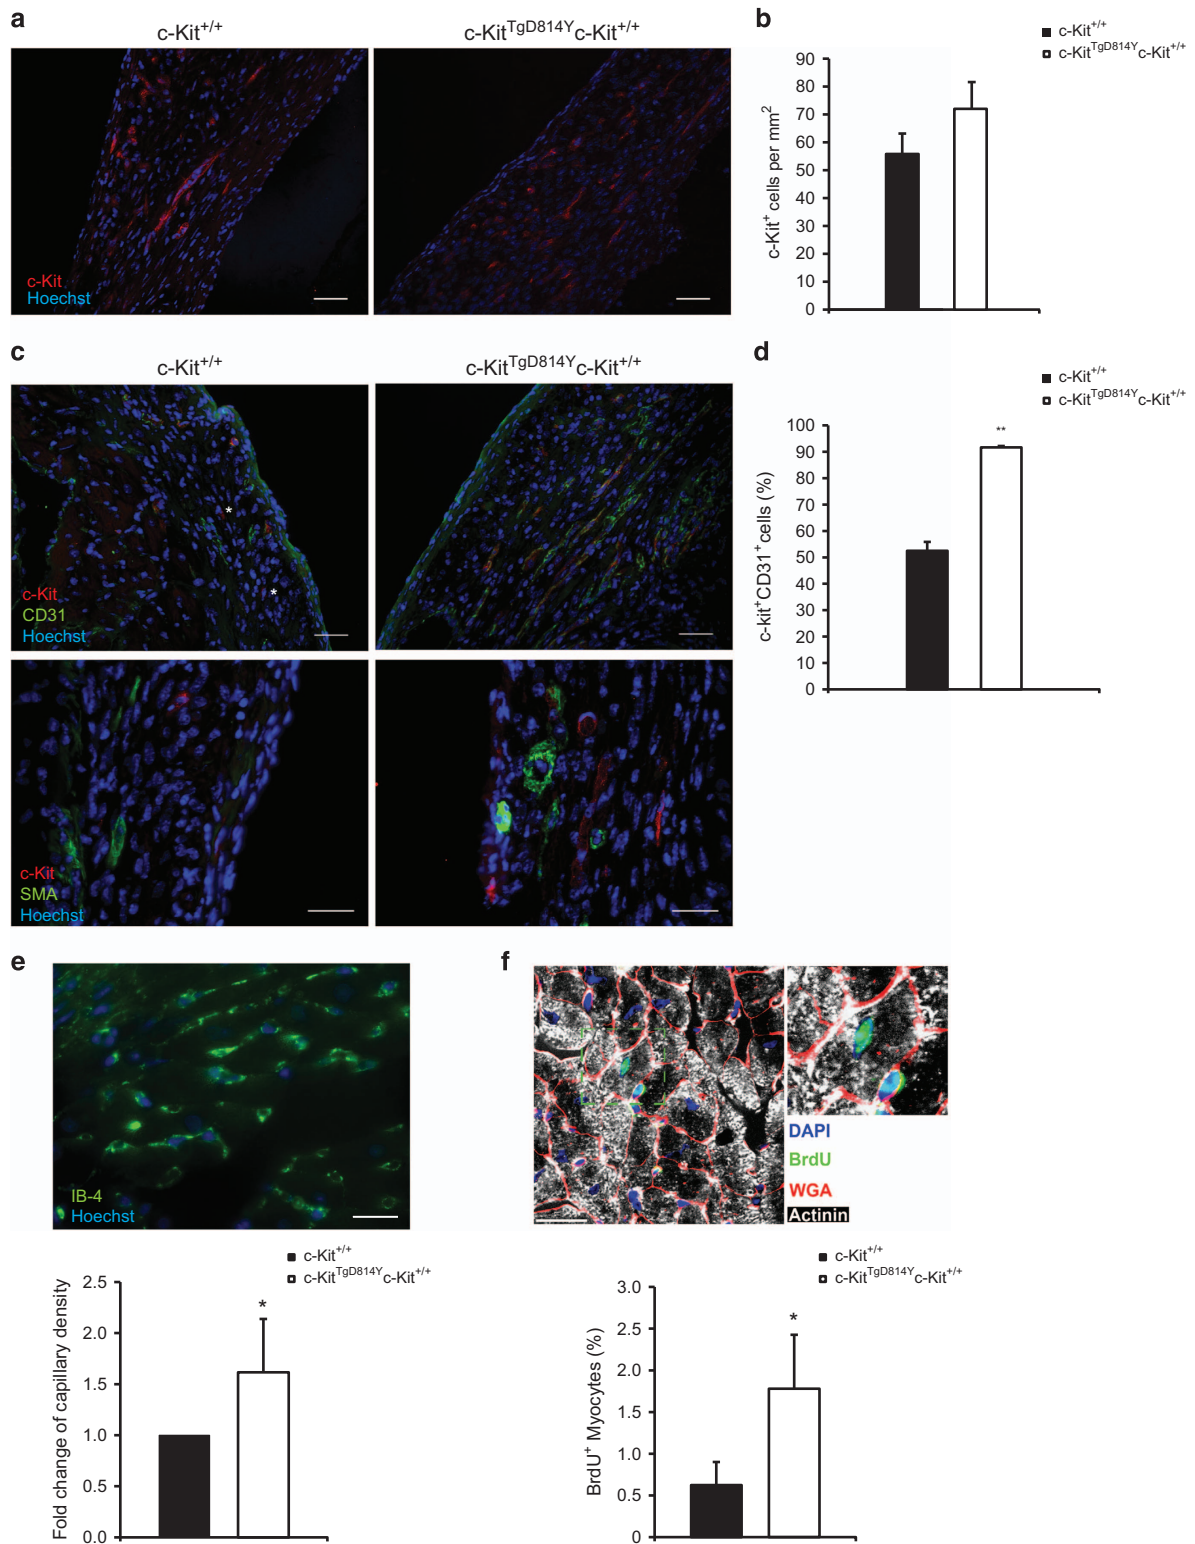 a
c-Kit+/+
c-KitTgD814Yc-Kit+/+
c-Kit
Hoechst
b
c-Kit+/+
c-KitTgD814Yc-Kit+/+
c-Kit+ cells per mm2
90
80
70
60
50
40
30
20
10
0
c
c-Kit+/+
c-KitTgD814Yc-Kit+/+
*
*
c-Kit
CD31
Hoechst
c-Kit
SMA
Hoechst
d
c-Kit+/+
c-KitTgD814Yc-Kit+/+
c-kit+CD31+cells (%)
100
90
80
70
60
50
40
30
20
10
0
**
e
IB-4
Hoechst
c-Kit+/+
c-KitTgD814Yc-Kit+/+
Fold change of capillary density
2.5
2.0
1.5
1.0
0.5
0.0
*
f
DAPI
BrdU
WGA
Actinin
c-Kit+/+
c-KitTgD814Yc-Kit+/+
BrdU+ Myocytes (%)
3.0
2.5
2.0
1.5
1.0
0.5
0
*